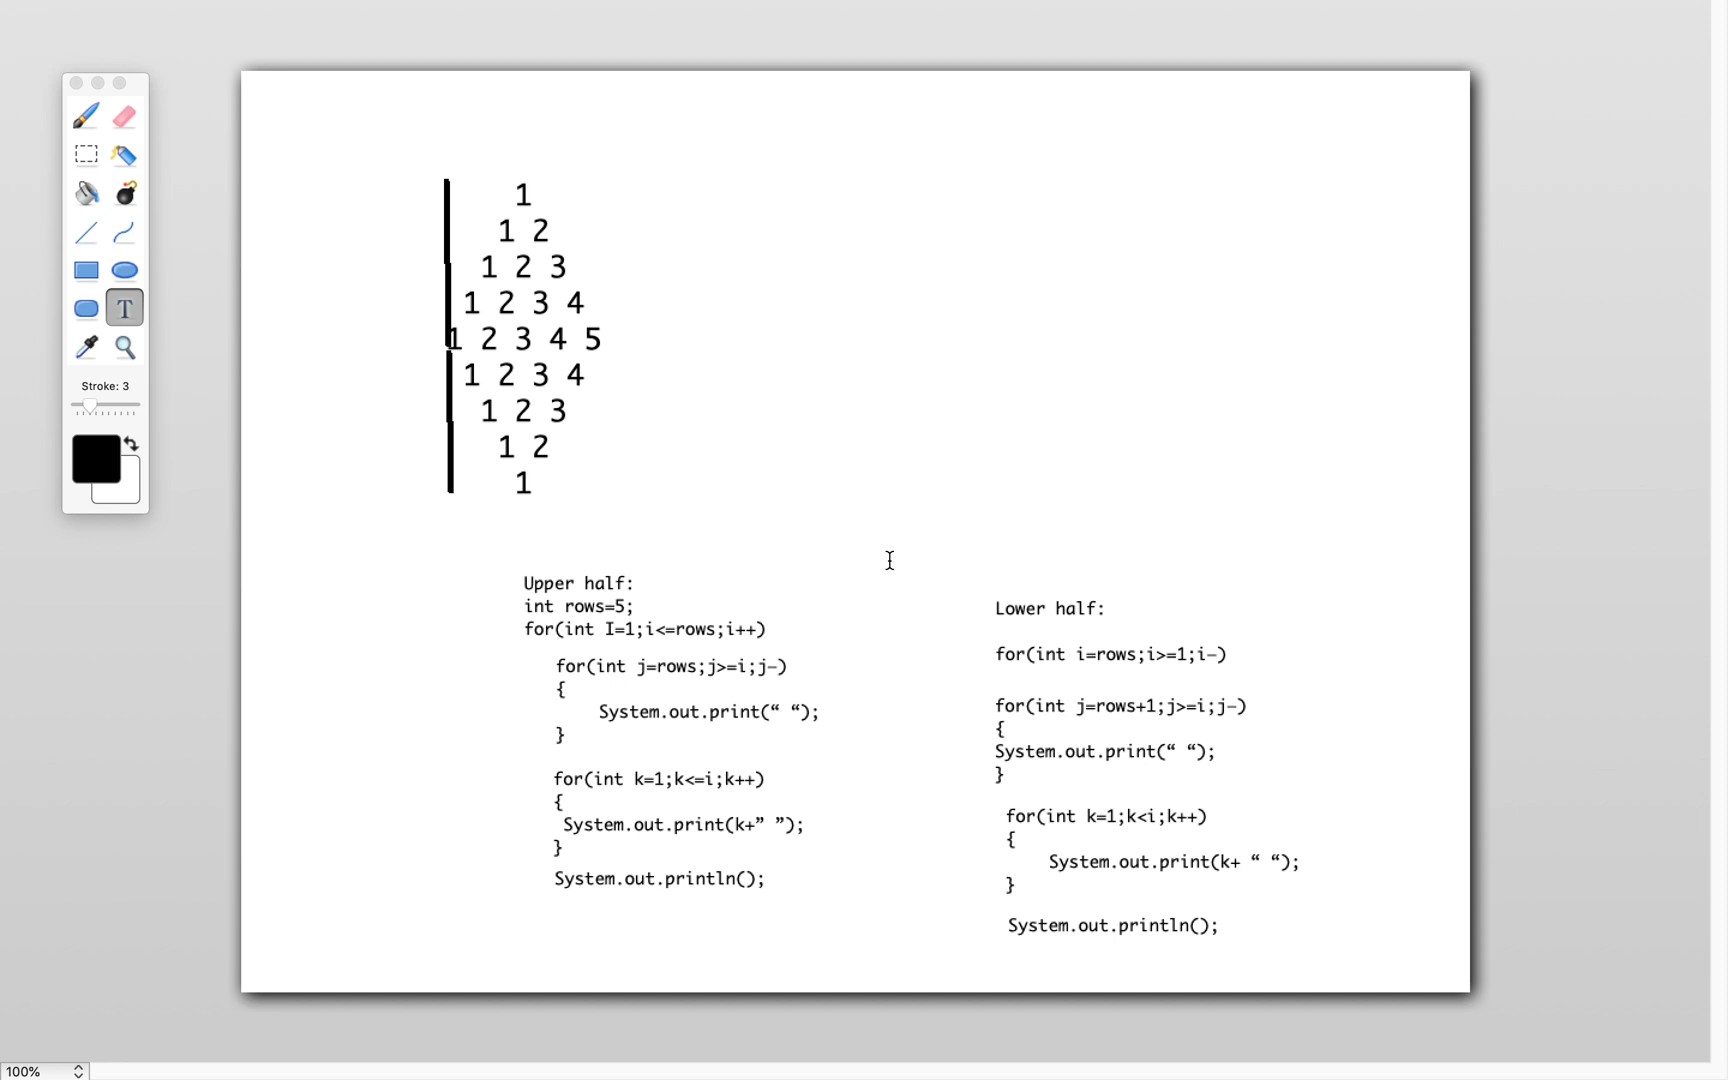 1
1 2
1 2 3
1 2 3 4
1 2 3 4 5
1 2 3 4
1 2 3
1 2
1
T
Stroke: 3
Upper half:
int rows=5;
for(int I=1;i<=rows;i++)
for(int j=rows;j>=i;j–)
{
System.out.print(“ “);
}
for(int k=1;k<=i;k++)
{
System.out.print(k+” ”);
}
System.out.println();
Lower half:
for(int i=rows;i>=1;i–)
for(int j=rows+1;j>=i;j–)
{
System.out.print(“ “);
}
for(int k=1;k<i;k++)
{
System.out.print(k+ “ “);
}
System.out.println();
100%